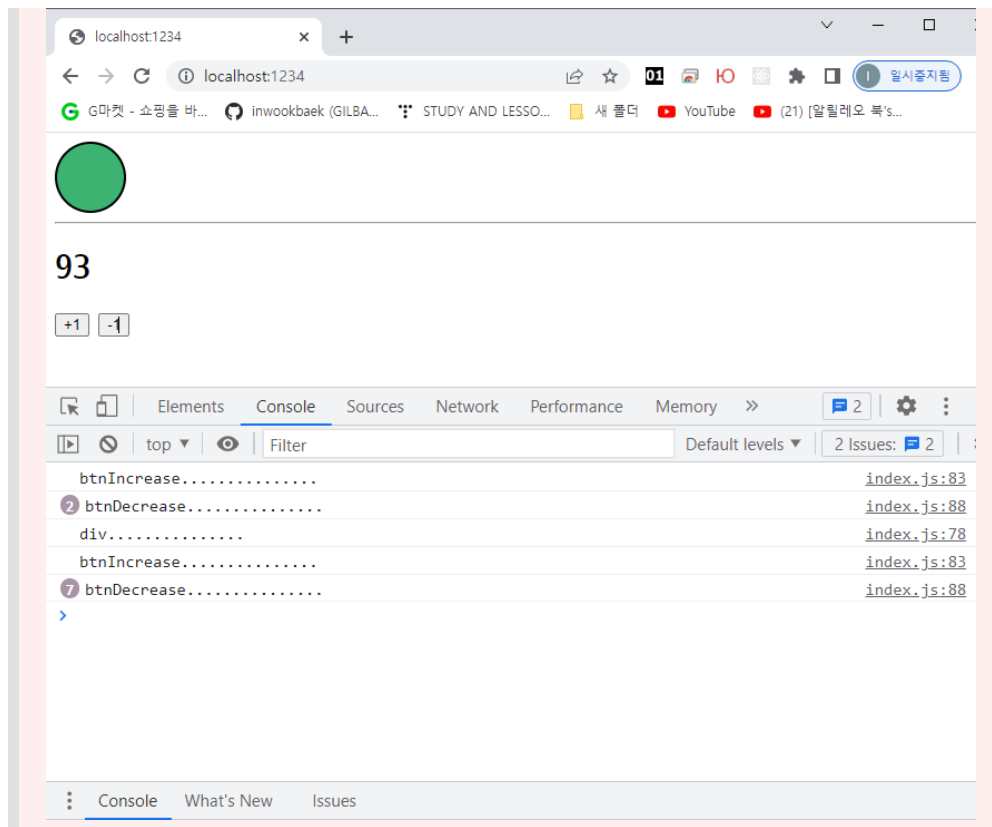 localhost:1234
localhost:1234 01 Ю I 일시중지됨
G G마켓 - 쇼핑을 바... inwookbaek (GILBA... STUDY AND LESSO... 새 폴더 YouTube (21) [알릴레오 북's...
93
+1 -1
Elements Console Sources Network Performance Memory 2
top Filter Default levels 2 Issues: 2
btnIncrease............... index.js:83
2 btnDecrease............... index.js:88
div............... index.js:78
btnIncrease............... index.js:83
7 btnDecrease............... index.js:88
Console What's New Issues